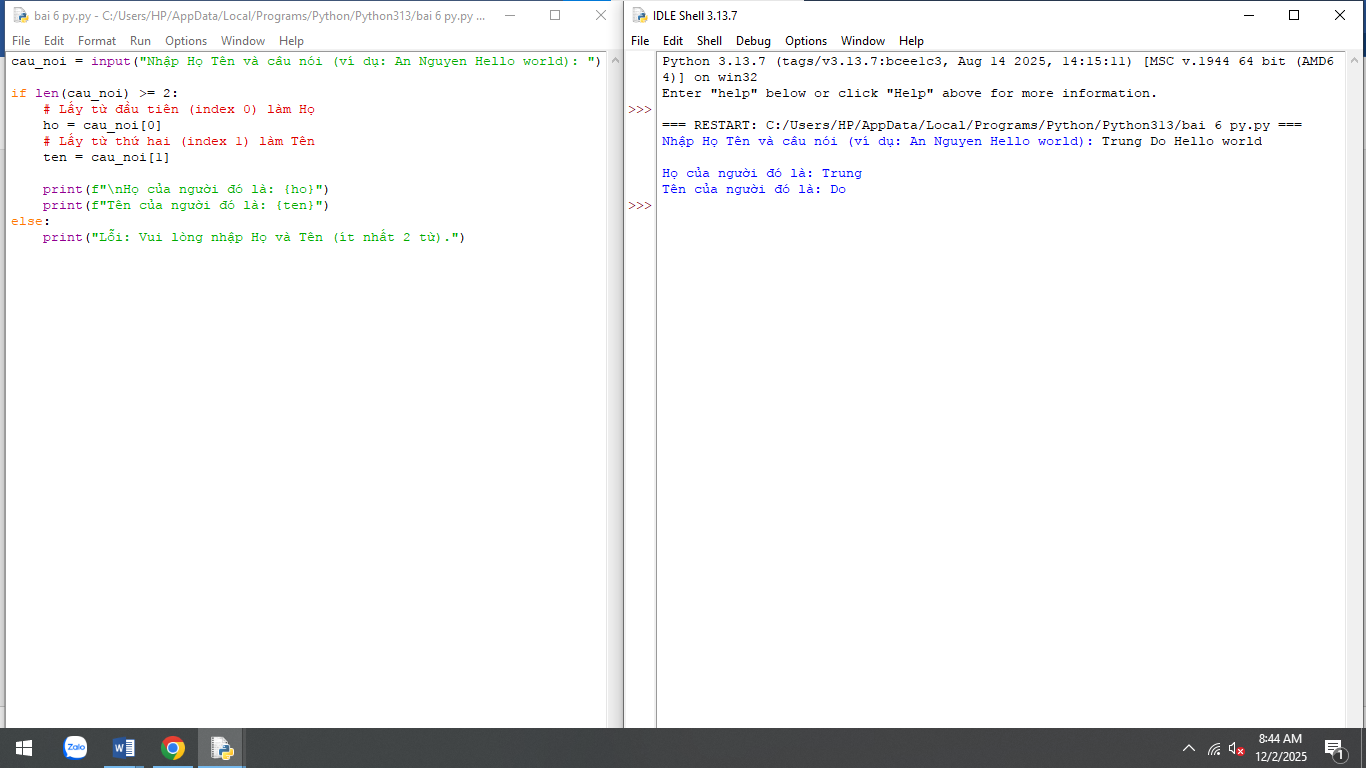 bai 6 py.py - C:/Users/HP/AppData/Local/Programs/Python/Python313/bai 6 py.py ...
File Edit Format Run Options Window Help
cau_noi = input("Nhập Họ Tên và câu nói (ví dụ: An Nguyen Hello world): ")
if len(cau_noi) >= 2:
# Lấy từ đầu tiên (index 0) làm Họ
ho = cau_noi[0]
# Lấy từ thứ hai (index 1) làm Tên
ten = cau_noi[1]
print(f"\nHọ của người đó là: {ho}")
print(f"Tên của người đó là: {ten}")
else:
print("Lỗi: Vui lòng nhập Họ và Tên (ít nhất 2 từ).")
IDLE Shell 3.13.7
File Edit Shell Debug Options Window Help
Python 3.13.7 (tags/v3.13.7:bcee1c3, Aug 14 2025, 14:15:11) [MSC v.1944 64 bit (AMD6
4)] on win32
Enter "help" below or click "Help" above for more information.
>>>
=== RESTART: C:/Users/HP/AppData/Local/Programs/Python/Python313/bai 6 py.py ===
Nhập Họ Tên và câu nói (ví dụ: An Nguyen Hello world): Trung Do Hello world
Họ của người đó là: Trung
Tên của người đó là: Do
>>>
Zalo
W
8:44 AM
12/2/2025
1